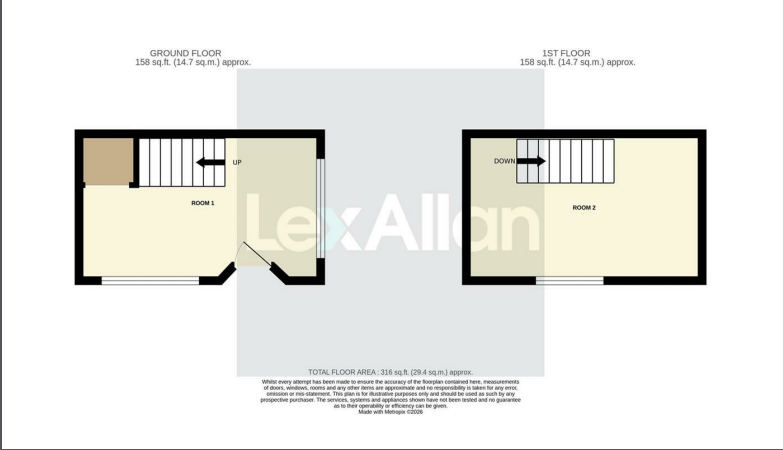 GROUND FLOOR
158 sq.ft. (14.7 sq.m.) approx.
1ST FLOOR
158 sq.ft. (14.7 sq.m.) approx.
UP
DOWN
ROOM 1
ROOM 2
LexAllan
TOTAL FLOOR AREA : 316 sq.ft. (29.4 sq.m.) approx.
Whilst every attempt has been made to ensure the accuracy of the floorplan contained here, measurements
of doors, windows, rooms and any other items are approximate and no responsibility is taken for any error,
omission or mis-statement. This plan is for illustrative purposes only and should be used as such by any
prospective purchaser. The services, systems and appliances shown have not been tested and no guarantee
as to their operability or efficiency can be given.
Made with Metropix ©2026